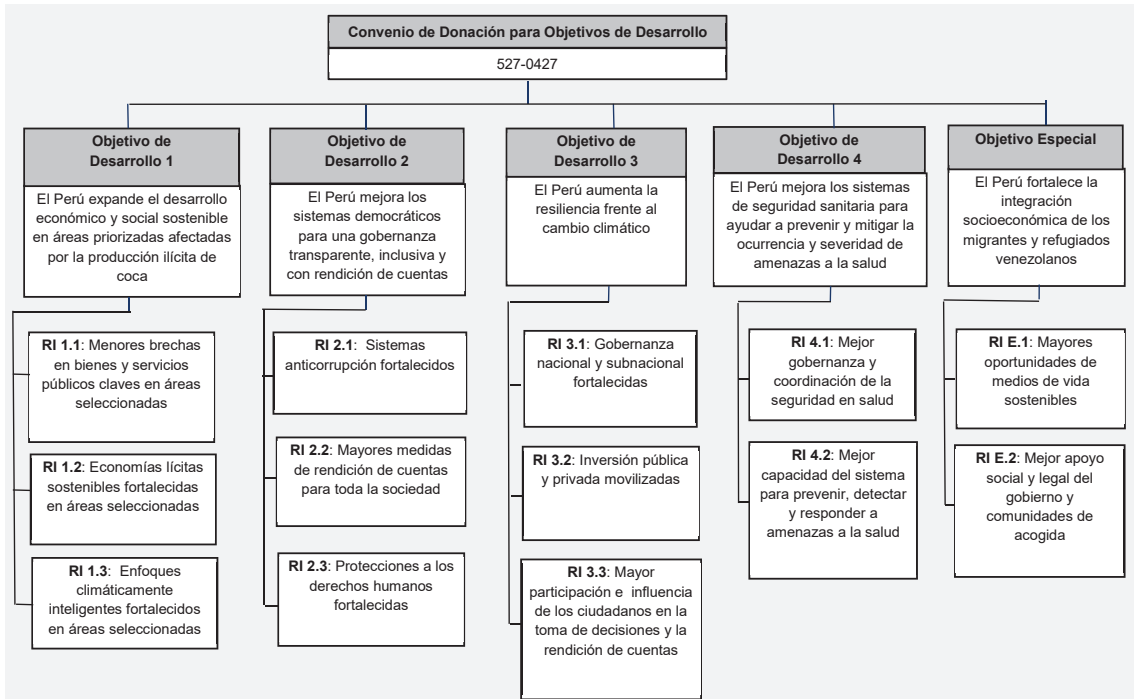 Convenio de Donación para Objetivos de Desarrollo
527-0427
Objetivo de
Desarrollo 1
El Perú expande el desarrollo
económico y social sostenible
en áreas priorizadas afectadas
por la producción ilícita de
coca
RI 1.1: Menores brechas
en bienes y servicios
públicos claves en áreas
seleccionadas
RI 1.2: Economías lícitas
sostenibles fortalecidas
en áreas seleccionadas
RI 1.3: Enfoques
climáticamente
inteligentes fortalecidos
en áreas seleccionadas
Objetivo de
Desarrollo 2
El Perú mejora los
sistemas democráticos
para una gobernanza
transparente, inclusiva y
con rendición de cuentas
RI 2.1: Sistemas
anticorrupción fortalecidos
RI 2.2: Mayores medidas
de rendición de cuentas
para toda la sociedad
RI 2.3: Protecciones a los
derechos humanos
fortalecidas
Objetivo de
Desarrollo 3
El Perú aumenta la
resiliencia frente al
cambio climático
RI 3.1: Gobernanza
nacional y subnacional
fortalecidas
RI 3.2: Inversión pública
y privada movilizadas
RI 3.3: Mayor
participación e influencia
de los ciudadanos en la
toma de decisiones y la
rendición de cuentas
Objetivo de
Desarrollo 4
El Perú mejora los sistemas
de seguridad sanitaria para
ayudar a prevenir y mitigar la
ocurrencia y severidad de
amenazas a la salud
RI 4.1: Mejor
gobernanza y
coordinación de la
seguridad en salud
RI 4.2: Mejor
capacidad del sistema
para prevenir, detectar
y responder a
amenazas a la salud
Objetivo Especial
El Perú fortalece la
integración
socioeconómica de los
migrantes y refugiados
venezolanos
RI E.1: Mayores
oportunidades de
medios de vida
sostenibles
RI E.2: Mejor apoyo
social y legal del
gobierno y
comunidades de
acogida